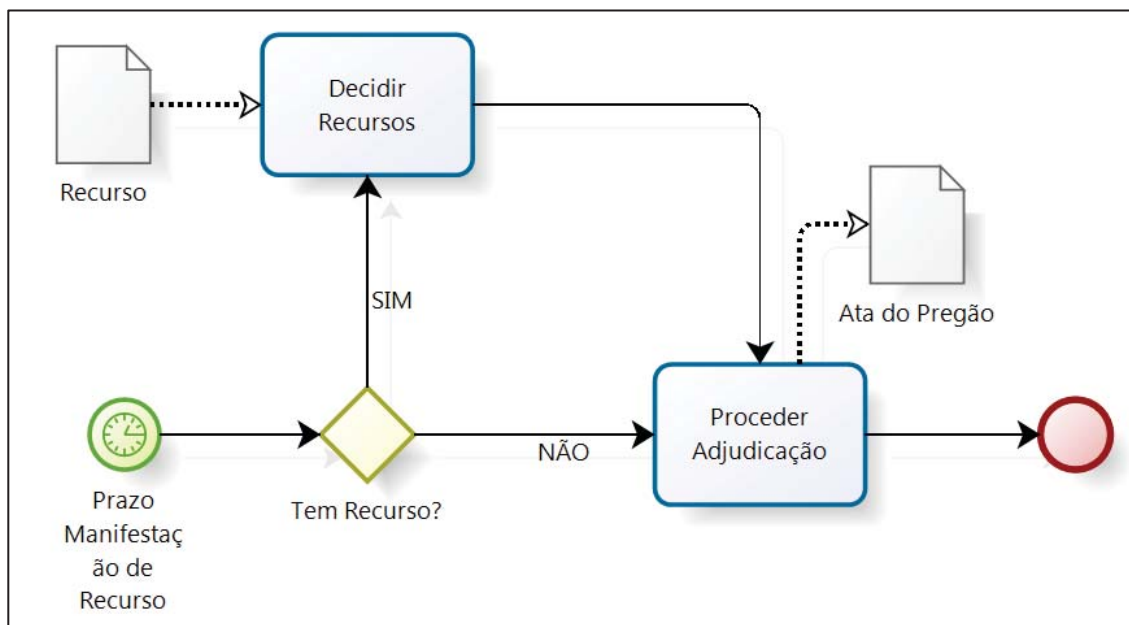 Decidir
Recursos
Recurso
SIM
Ata do Pregão
Proceder
Adjudicação
NÃO
Tem Recurso?
Prazo
Manifestaç
ão de
Recurso